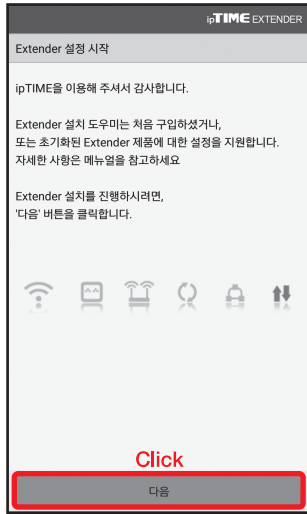 ipTIME EXTENDER
Extender 설정 시작
ipTIME을 이용해 주셔서 감사합니다.
Extender 설치 도우미는 처음 구입하셨거나,
또는 초기화된 Extender 제품에 대한 설정을 지원합니다.
자세한 사항은 메뉴얼을 참고하세요
Extender 설치를 진행하시려면,
'다음' 버튼을 클릭합니다.
Click
다음